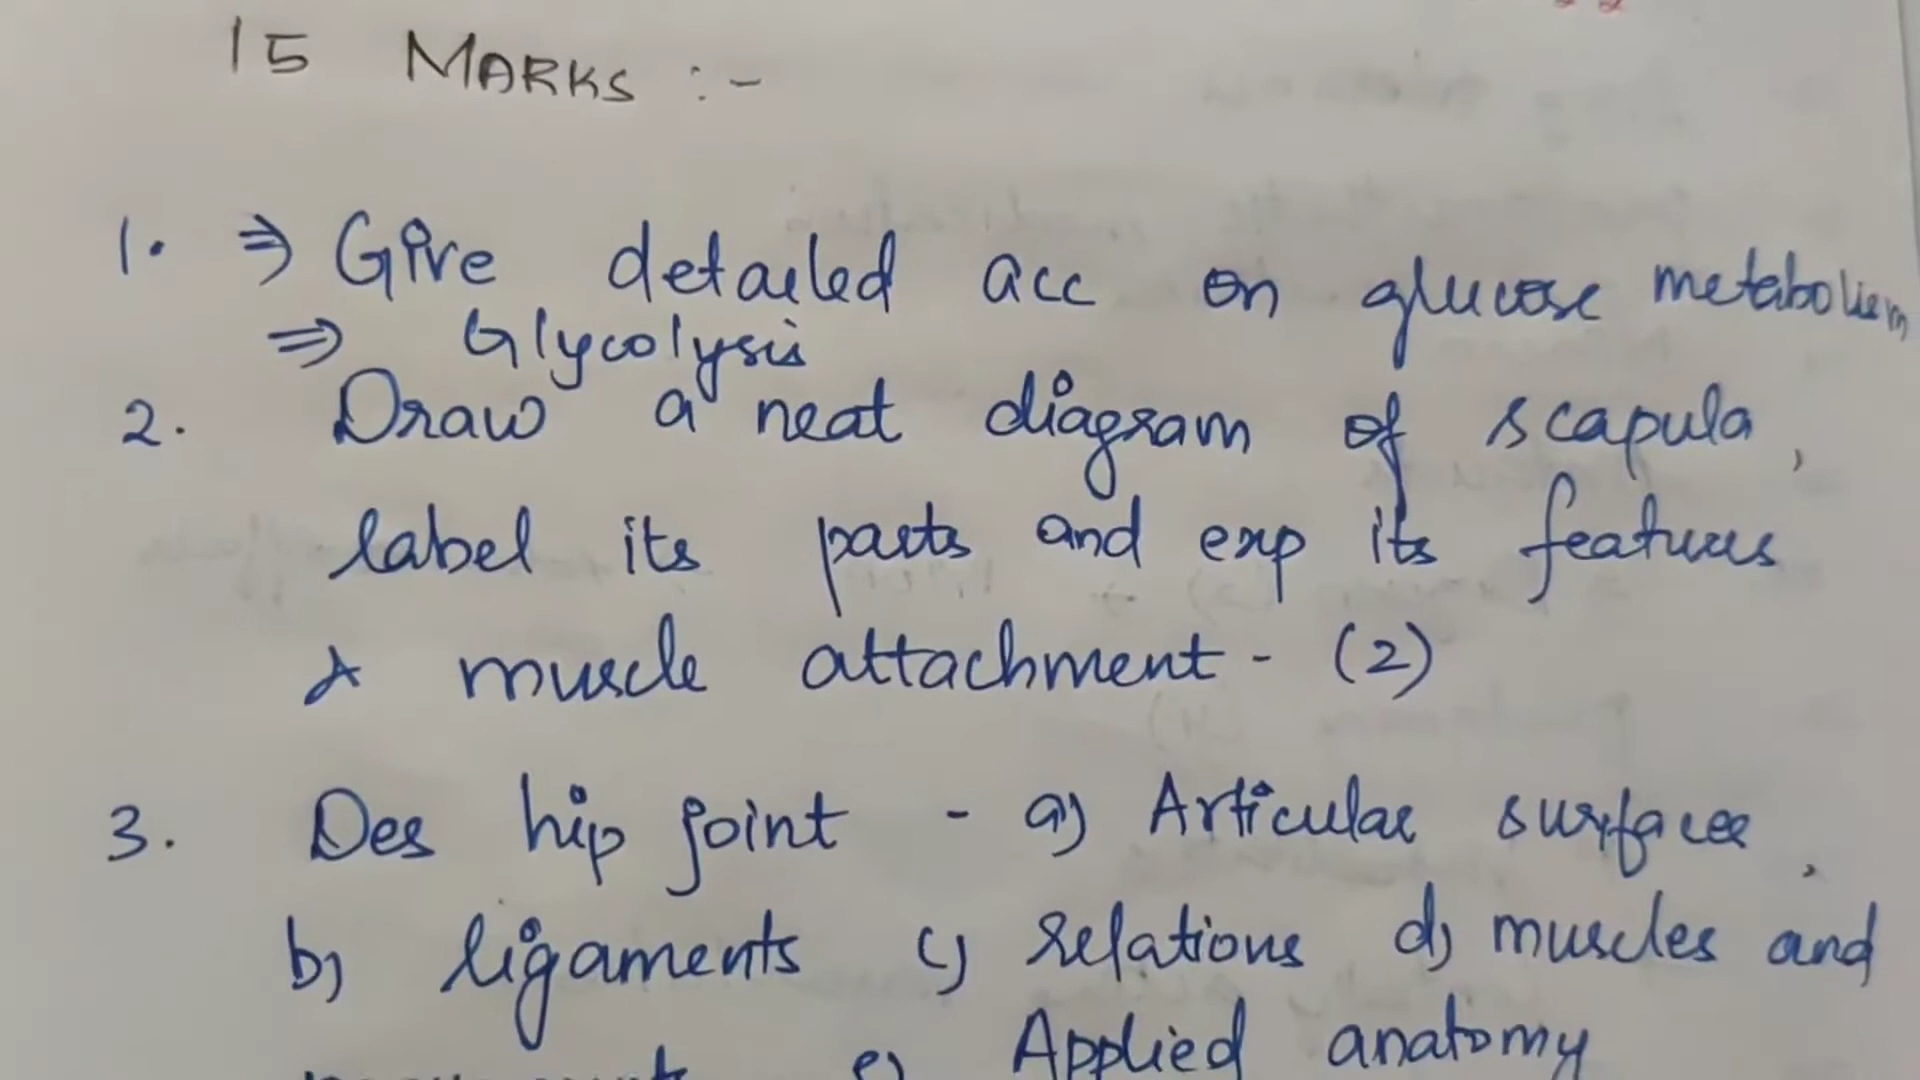 15 MARKS :-
1. ⇒ Give detailed acc on glucose metabolism
⇒ Glycolysis
2. Draw a neat diagram of scapula,
label its parts and exp its features
& muscle attachment - (2)
3. Des hip joint - a) Articular surfaces,
b) ligaments c) relations d) muscles and
e) Applied anatomy